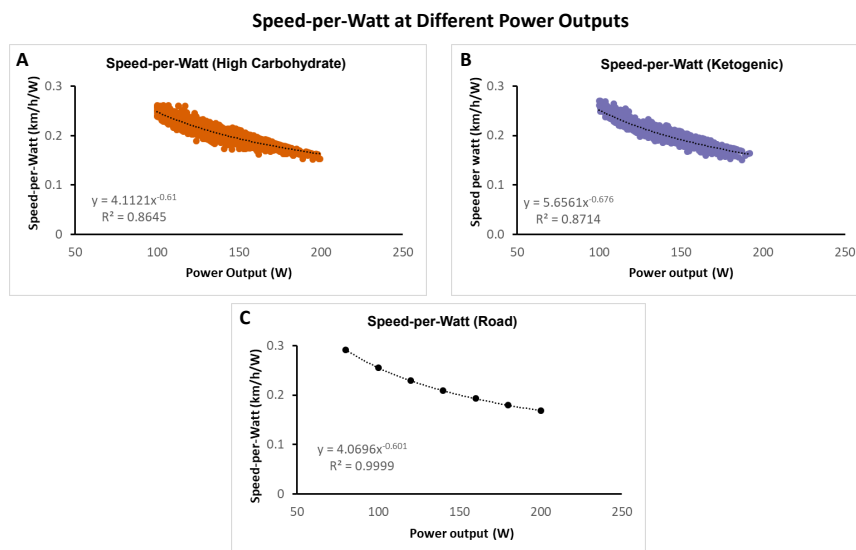 Speed-per-Watt at Different Power Outputs
A
Speed-per-Watt (High Carbohydrate)
Speed-per-Watt (km/h/W)
0.3
0.2
0.1
0
y = 4.1121x^-0.61
R² = 0.8645
50 100 150 200 250
Power Output (W)
B
Speed-per-Watt (Ketogenic)
Speed per watt (km/h/W)
0.3
0.2
0.1
0.0
y = 5.6561x^-0.676
R² = 0.8714
50 100 150 200 250
Power output (W)
C
Speed-per-Watt (Road)
Speed-per-Watt (km/h/W)
0.3
0.2
0.1
0
y = 4.0696x^-0.601
R² = 0.9999
50 100 150 200 250
Power output (W)